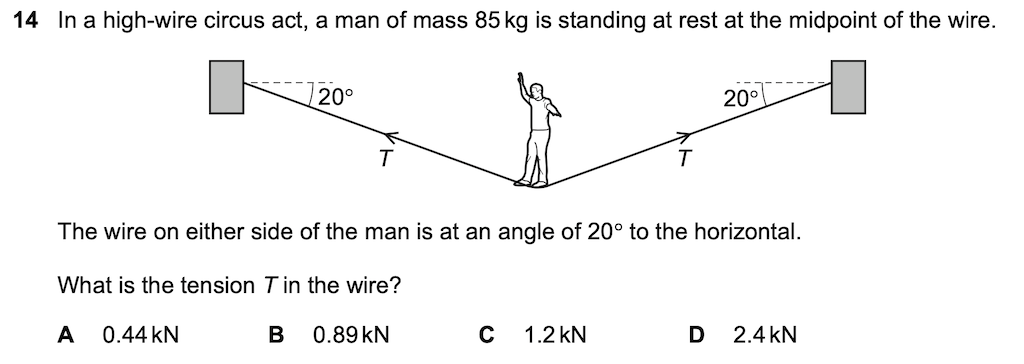 14 In a high-wire circus act, a man of mass 85 kg is standing at rest at the midpoint of the wire.
20° 20°
T T
The wire on either side of the man is at an angle of 20° to the horizontal.
What is the tension T in the wire?
A 0.44 kN B 0.89 kN C 1.2 kN D 2.4 kN